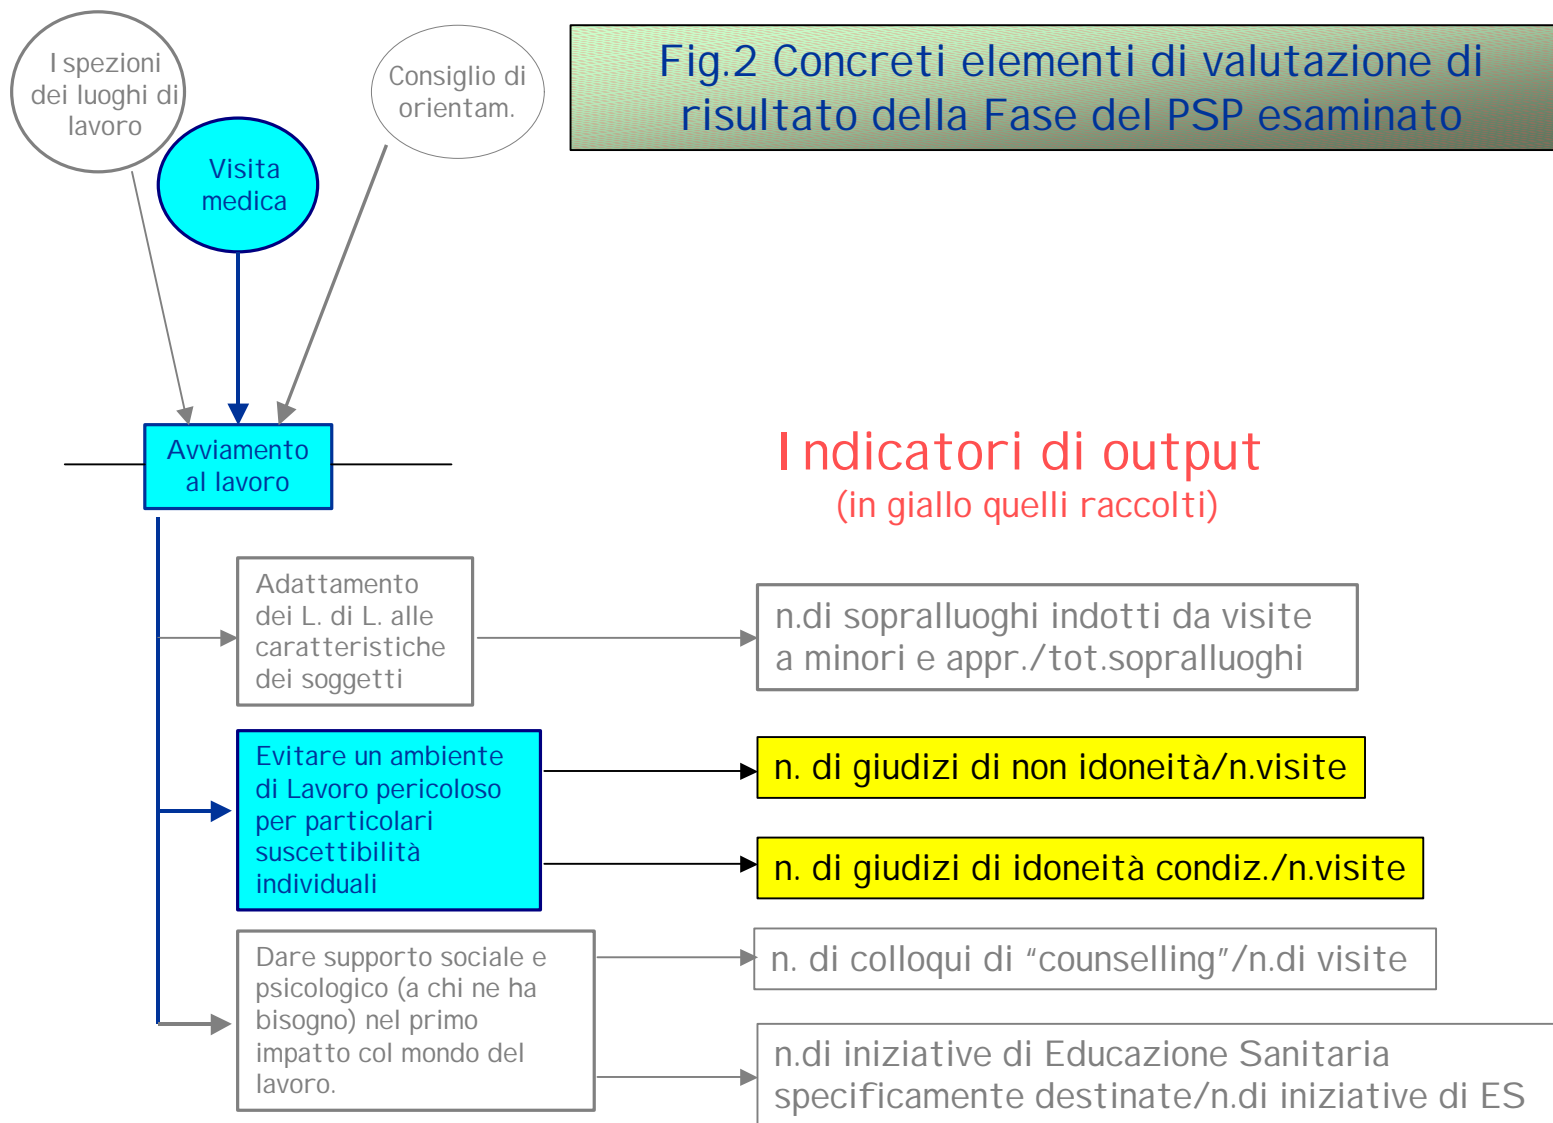 Ispezioni
dei luoghi di
lavoro
Visita
medica
Consiglio di
orientam.
Fig.2 Concreti elementi di valutazione di
risultato della Fase del PSP esaminato
Avviamento
al lavoro
Indicatori di output
(in giallo quelli raccolti)
Adattamento
dei L. di L. alle
caratteristiche
dei soggetti
n.di sopralluoghi indotti da visite
a minori e appr./tot.sopralluoghi
Evitare un ambiente
di Lavoro pericoloso
per particolari
suscettibilità
individuali
n. di giudizi di non idoneità/n.visite
n. di giudizi di idoneità condiz./n.visite
Dare supporto sociale e
psicologico (a chi ne ha
bisogno) nel primo
impatto col mondo del
lavoro.
n. di colloqui di “counselling”/n.di visite
n.di iniziative di Educazione Sanitaria
specificamente destinate/n.di iniziative di ES